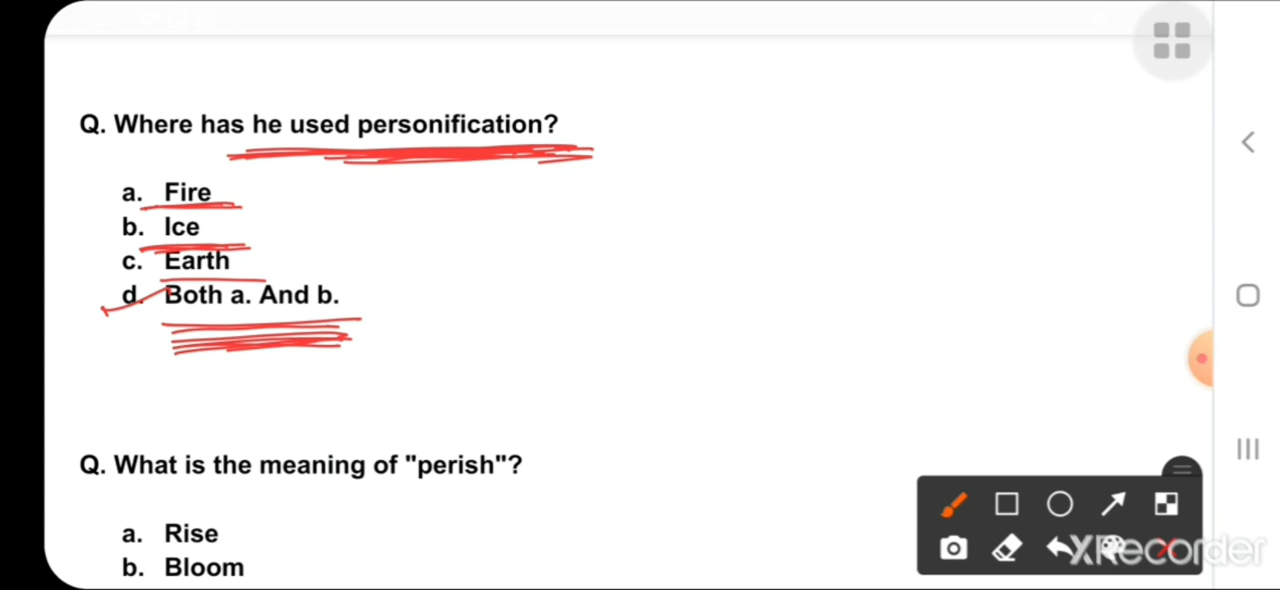 Q. Where has he used personification?
a. Fire
b. Ice
c. Earth
d. Both a. And b.
Q. What is the meaning of "perish"?
a. Rise
b. Bloom
XRecorder